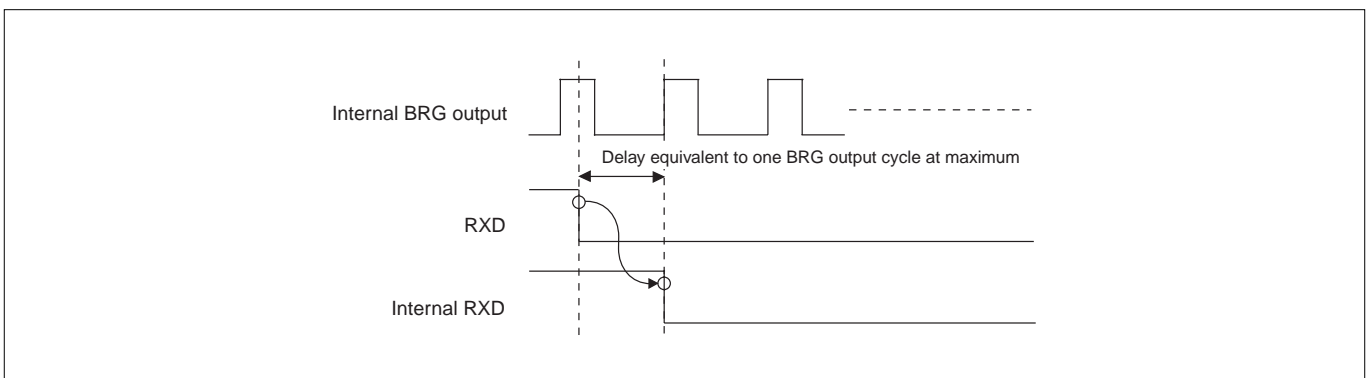 Internal BRG output
Delay equivalent to one BRG output cycle at maximum
RXD
Internal RXD